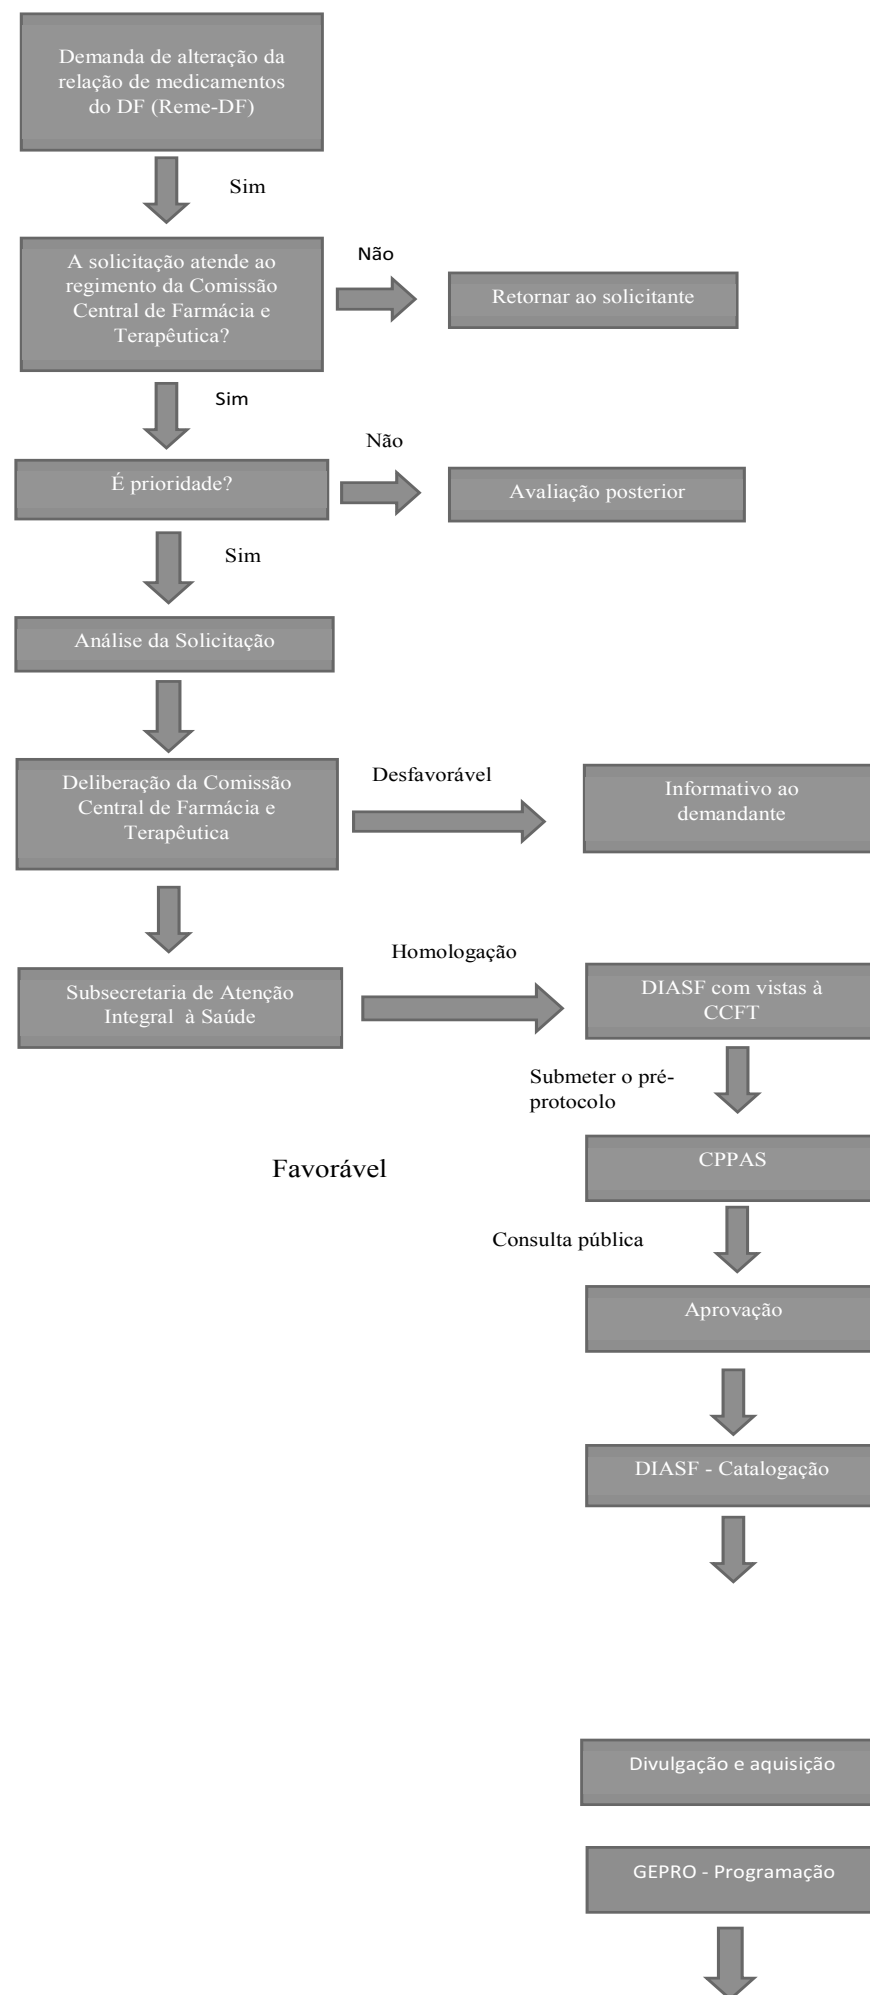 Demanda de alteração da
relação de medicamentos
do DF (Reme-DF)
Sim
A solicitação atende ao
regimento da Comissão
Central de Farmácia e
Terapêutica?
Não
Retornar ao solicitante
Sim
É prioridade?
Não
Avaliação posterior
Sim
Análise da Solicitação
Deliberação da Comissão
Central de Farmácia e
Terapêutica
Desfavorável
Informativo ao
demandante
Subsecretaria de Atenção
Integral à Saúde
Homologação
DIASF com vistas à
CCFT
Submeter o pré-
protocolo
Favorável
CPPAS
Consulta pública
Aprovação
DIASF - Catalogação
Divulgação e aquisição
GEPRO - Programação